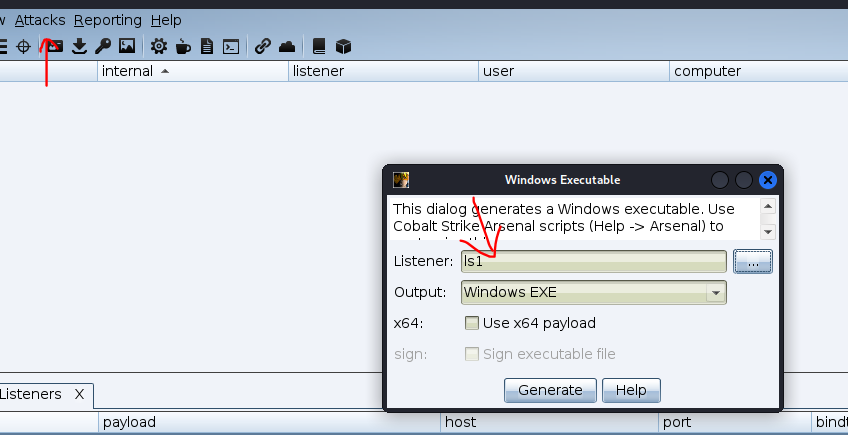 Attacks Reporting Help
internal listener user computer
Windows Executable
This dialog generates a Windows executable. Use
Cobalt Strike Arsenal scripts (Help -> Arsenal) to
Listener: ls1 ...
Output: Windows EXE
x64: Use x64 payload
sign: Sign executable file
Generate Help
Listeners X
payload host port bindt